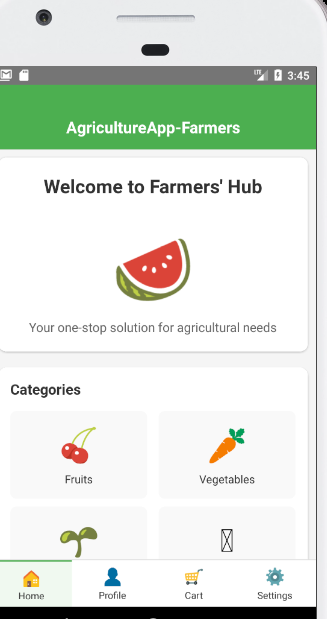 LTE 3:45
AgricultureApp-Farmers
Welcome to Farmers' Hub
Your one-stop solution for agricultural needs
Categories
Fruits
Vegetables
Home
Profile
Cart
Settings